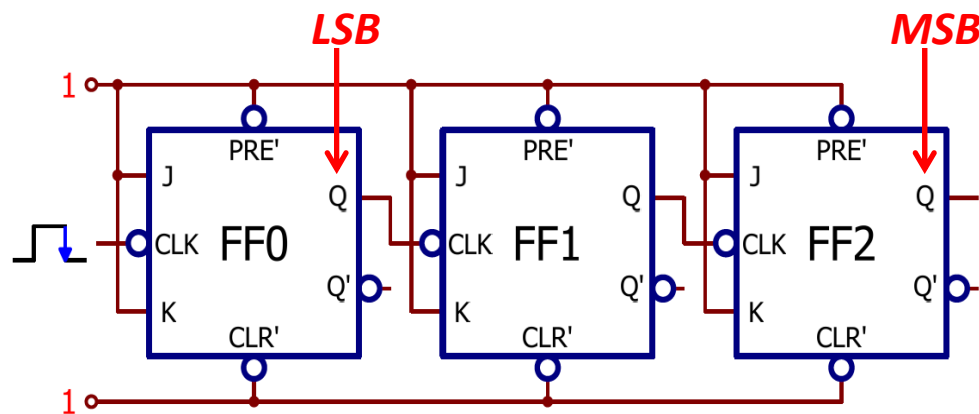 LSB
MSB
1
PRE'
PRE'
PRE'
J
Q
J
Q
J
Q
CLK
FF0
CLK
FF1
CLK
FF2
K
Q'
K
Q'
K
Q'
CLR'
CLR'
CLR'
1